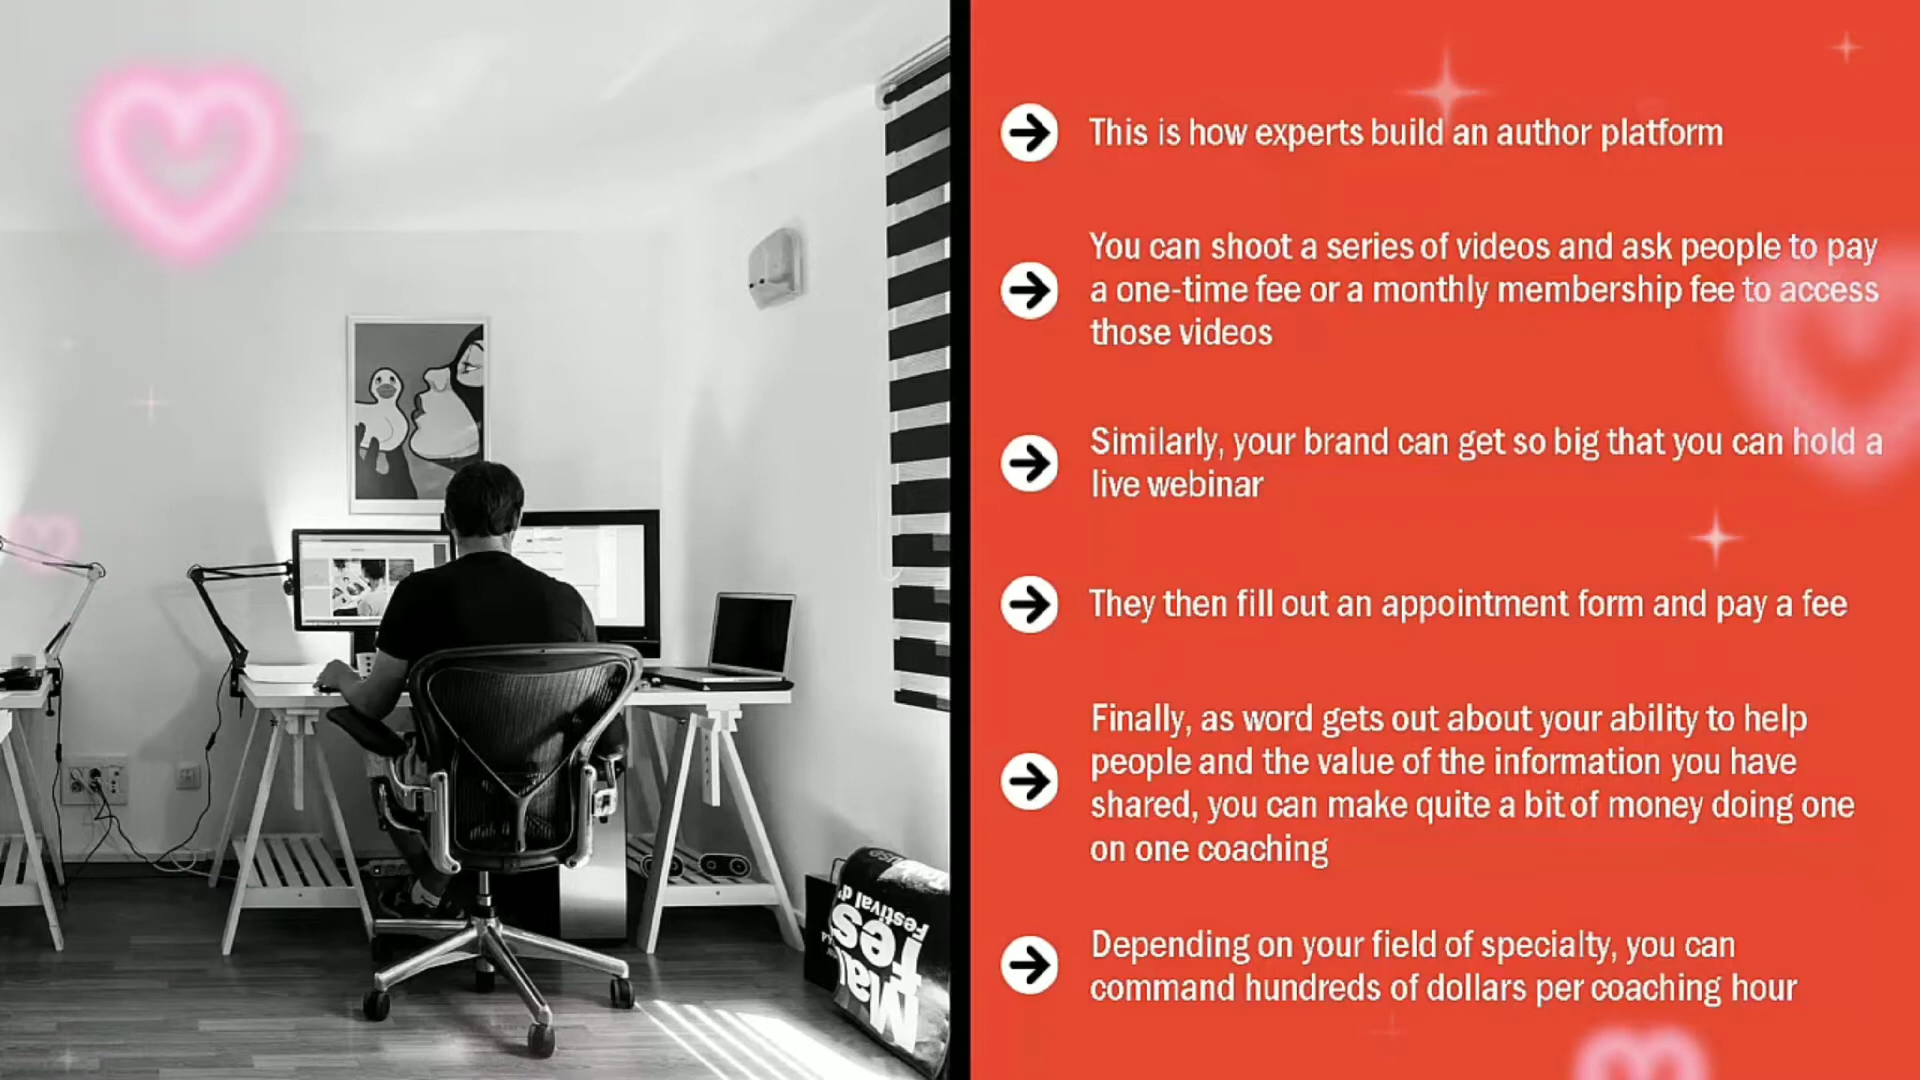 This is how experts build an author platform
You can shoot a series of videos and ask people to pay
a one-time fee or a monthly membership fee to access
those videos
Similarly, your brand can get so big that you can hold a
live webinar
They then fill out an appointment form and pay a fee
Finally, as word gets out about your ability to help
people and the value of the information you have
shared, you can make quite a bit of money doing one
on one coaching
Depending on your field of specialty, you can
command hundreds of dollars per coaching hour
Festival d'